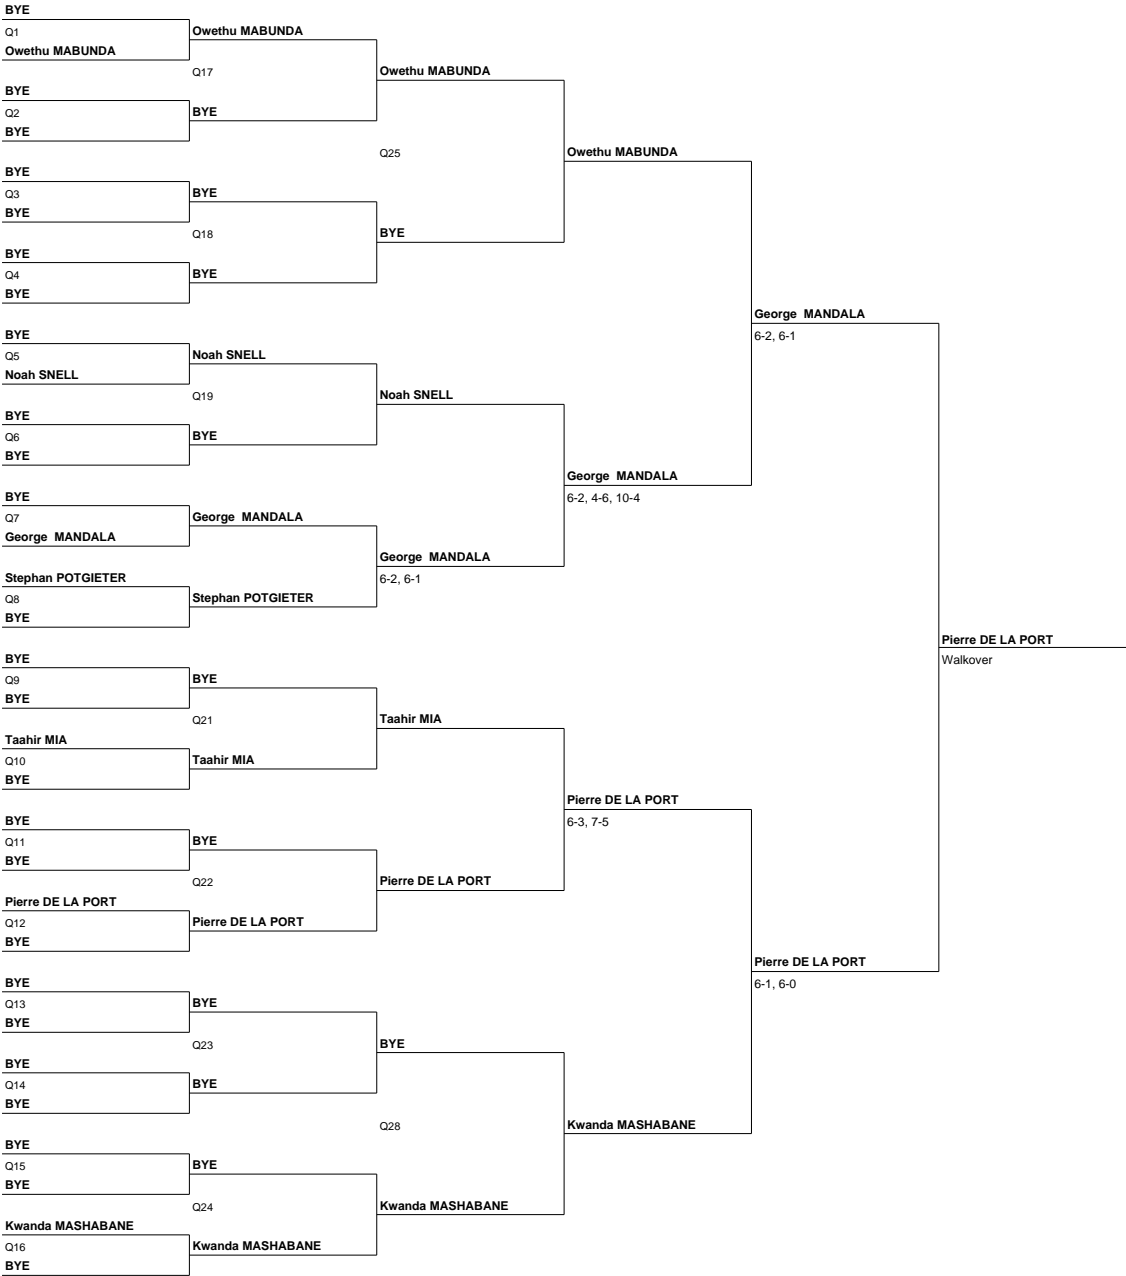 BYE
Q1
Owethu MABUNDA
BYE
Q2
BYE
BYE
Q3
BYE
BYE
Q4
BYE
BYE
Q5
Noah SNELL
BYE
Q6
BYE
BYE
Q7
George  MANDALA
Stephan POTGIETER
Q8
BYE
BYE
Q9
BYE
Taahir MIA
Q10
BYE
BYE
Q11
BYE
Pierre DE LA PORT
Q12
BYE
BYE
Q13
BYE
BYE
Q14
BYE
BYE
Q15
BYE
Kwanda MASHABANE
Q16
BYE
Owethu MABUNDA
Q17
BYE
BYE
Q18
BYE
Noah SNELL
Q19
BYE
George  MANDALA
Stephan POTGIETER
BYE
Q21
Taahir MIA
BYE
Q22
Pierre DE LA PORT
BYE
Q23
BYE
BYE
Q24
Kwanda MASHABANE
Owethu MABUNDA
Q25
BYE
Noah SNELL
George  MANDALA
6-2, 6-1
Taahir MIA
Pierre DE LA PORT
BYE
Q28
Kwanda MASHABANE
Owethu MABUNDA
George  MANDALA
6-2, 4-6, 10-4
Pierre DE LA PORT
6-3, 7-5
Kwanda MASHABANE
George  MANDALA
6-2, 6-1
Pierre DE LA PORT
6-1, 6-0
Pierre DE LA PORT
Walkover